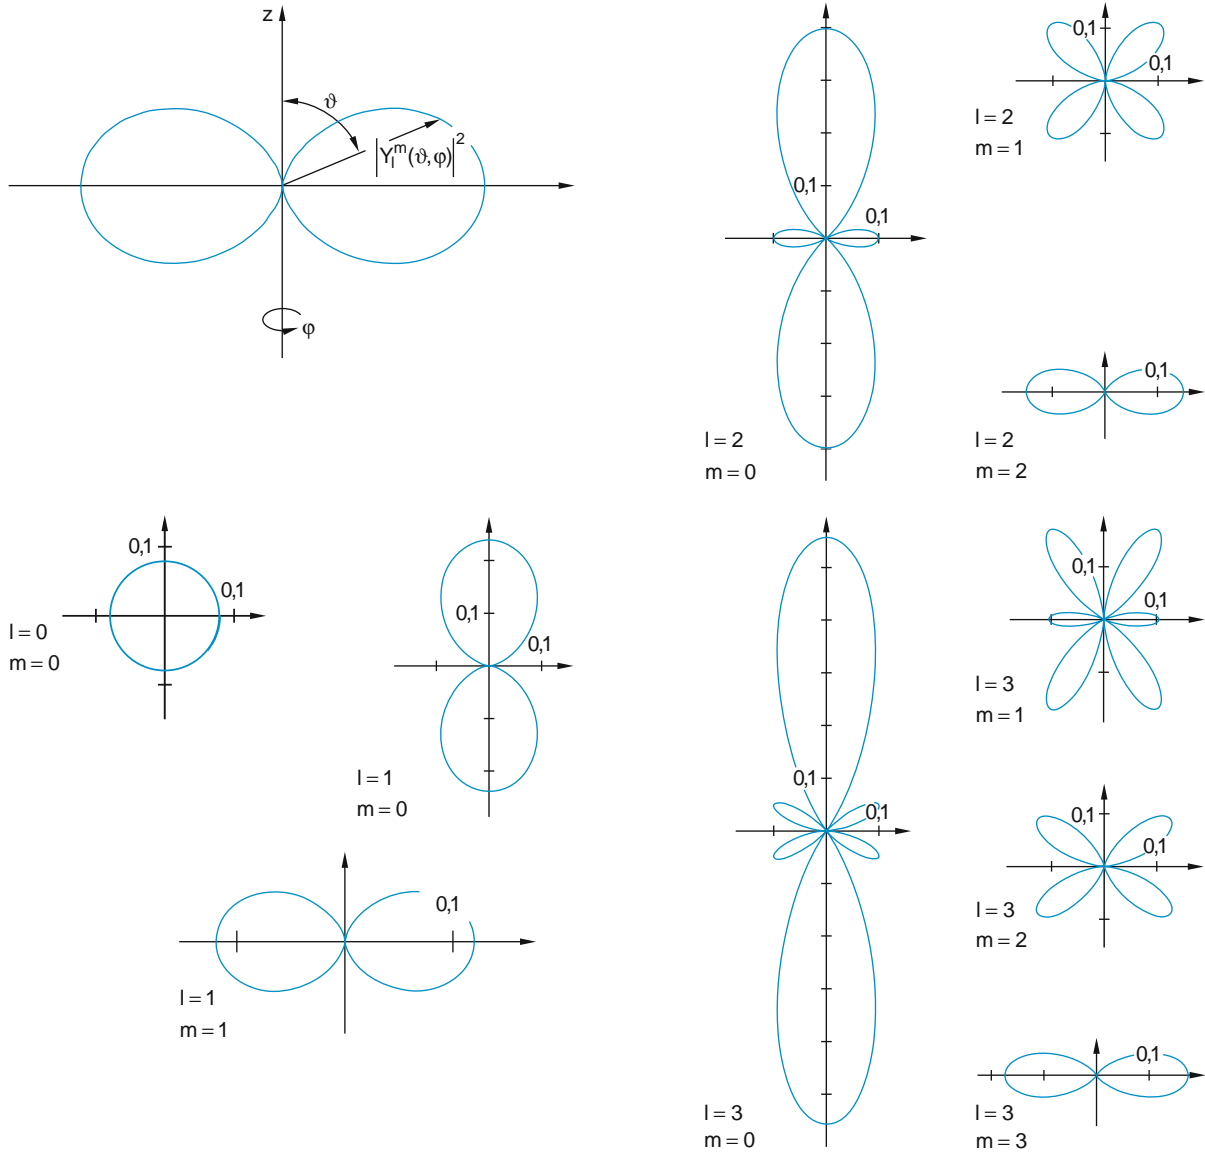 z
ϑ
|Y_l^m(ϑ,φ)|²
φ
0,1
0,1
l = 2
m = 0
0,1
0,1
l = 2
m = 1
0,1
l = 2
m = 2
0,1
0,1
l = 0
m = 0
0,1
0,1
l = 1
m = 0
0,1
l = 1
m = 1
0,1
0,1
l = 3
m = 0
0,1
0,1
l = 3
m = 1
0,1
0,1
l = 3
m = 2
0,1
l = 3
m = 3